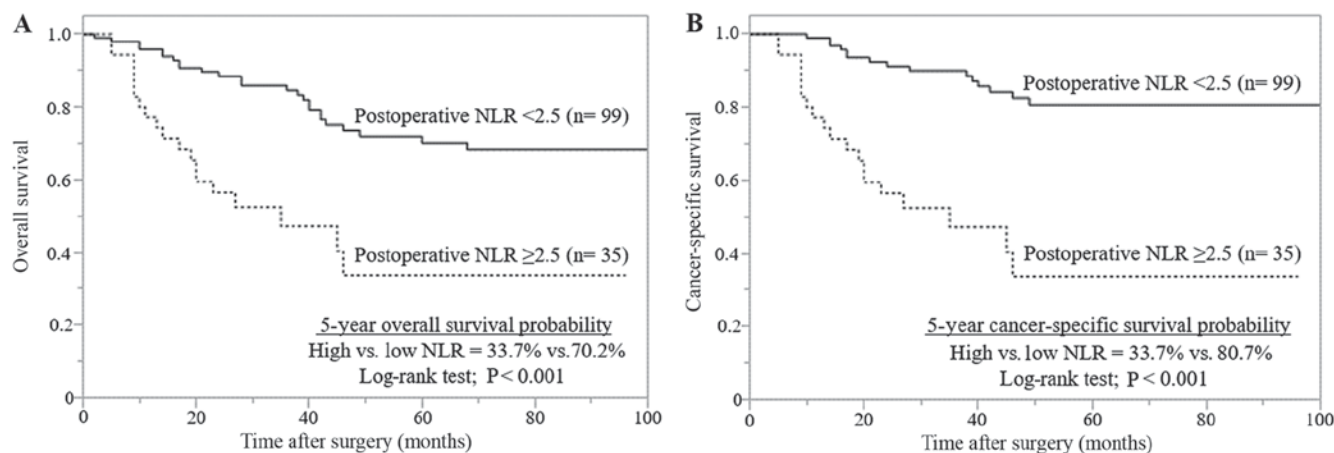 A
Overall survival
1
0.8
0.6
0.4
0.2
0
0
20
40
60
80
100
Time after surgery (months)
Postoperative NLR <2.5 (n= 99)
Postoperative NLR ≥2.5 (n= 35)
5-year overall survival probability
High vs. low NLR = 33.7% vs.70.2%
Log-rank test; P < 0.001
B
Cancer-specific survival
1
0.8
0.6
0.4
0.2
0
0
20
40
60
80
100
Time after surgery (months)
Postoperative NLR <2.5 (n= 99)
Postoperative NLR ≥2.5 (n= 35)
5-year cancer-specific survival probability
High vs. low NLR = 33.7% vs. 80.7%
Log-rank test; P < 0.001